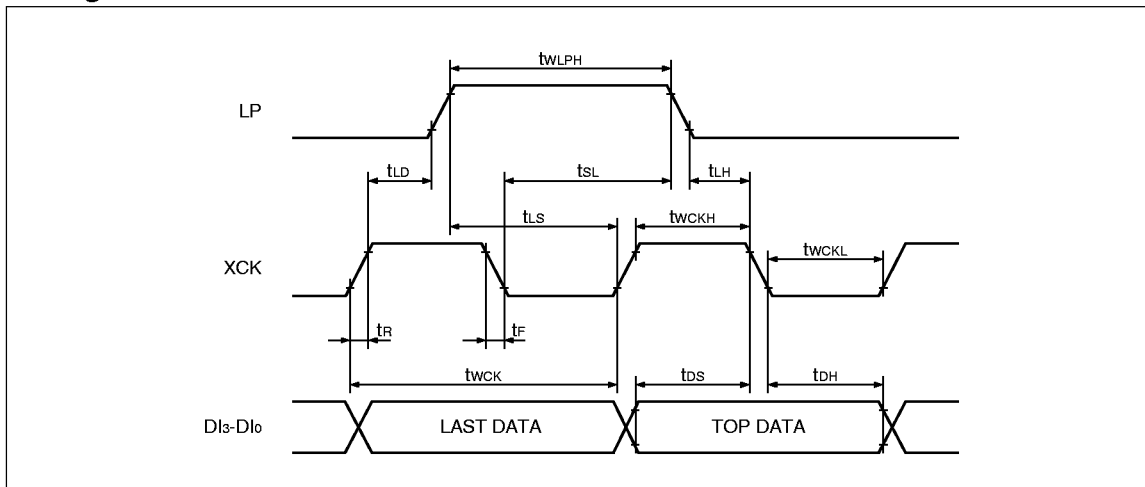 tWLPH
LP
tLD
tSL
tLH
tLS
tWCKH
tWCKL
XCK
tR
tF
tWCK
tDS
tDH
DI3-DI0
LAST DATA
TOP DATA